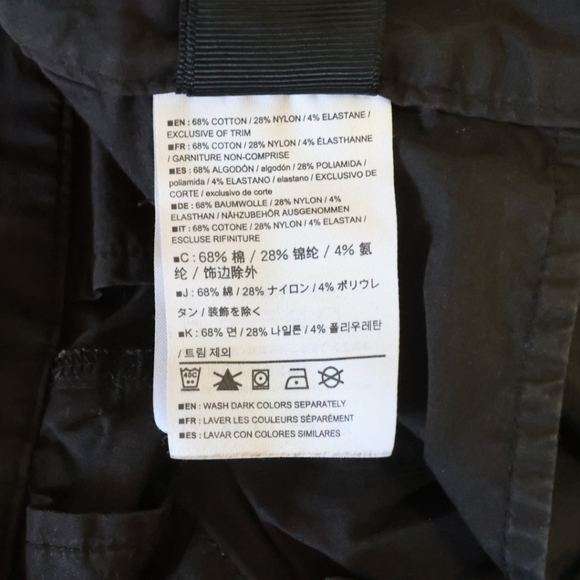 ■EN : 68% COTTON / 28% NYLON / 4% ELASTANE /
EXCLUSIVE OF TRIM
■FR : 68% COTON / 28% NYLON / 4% ÉLASTHANNE
/ GARNITURE NON-COMPRISE
■ES : 68% ALGODÓN / algodón / 28% POLIAMIDA /
poliamida / 4% ELASTANO / elastano / EXCLUSIVO DE
CORTE / exclusivo de corte
■DE : 68% BAUMWOLLE / 28% NYLON / 4%
ELASTHAN / NÄHZUBEHÖR AUSGENOMMEN
■IT : 68% COTONE / 28% NYLON / 4% ELASTAN /
ESCLUSE RIFINITURE
■C : 68% 棉 / 28% 锦纶 / 4% 氨
纶 / 饰边除外
■J : 68% 綿 / 28% ナイロン / 4% ポリウレ
タン / 装飾を除く
■K : 68% 면 / 28% 나일론 / 4% 폴리우레탄
/ 트림 제외
40C
■EN : WASH DARK COLORS SEPARATELY
■FR : LAVER LES COULEURS SÉPARÉMENT
■ES : LAVAR CON COLORES SIMILARES